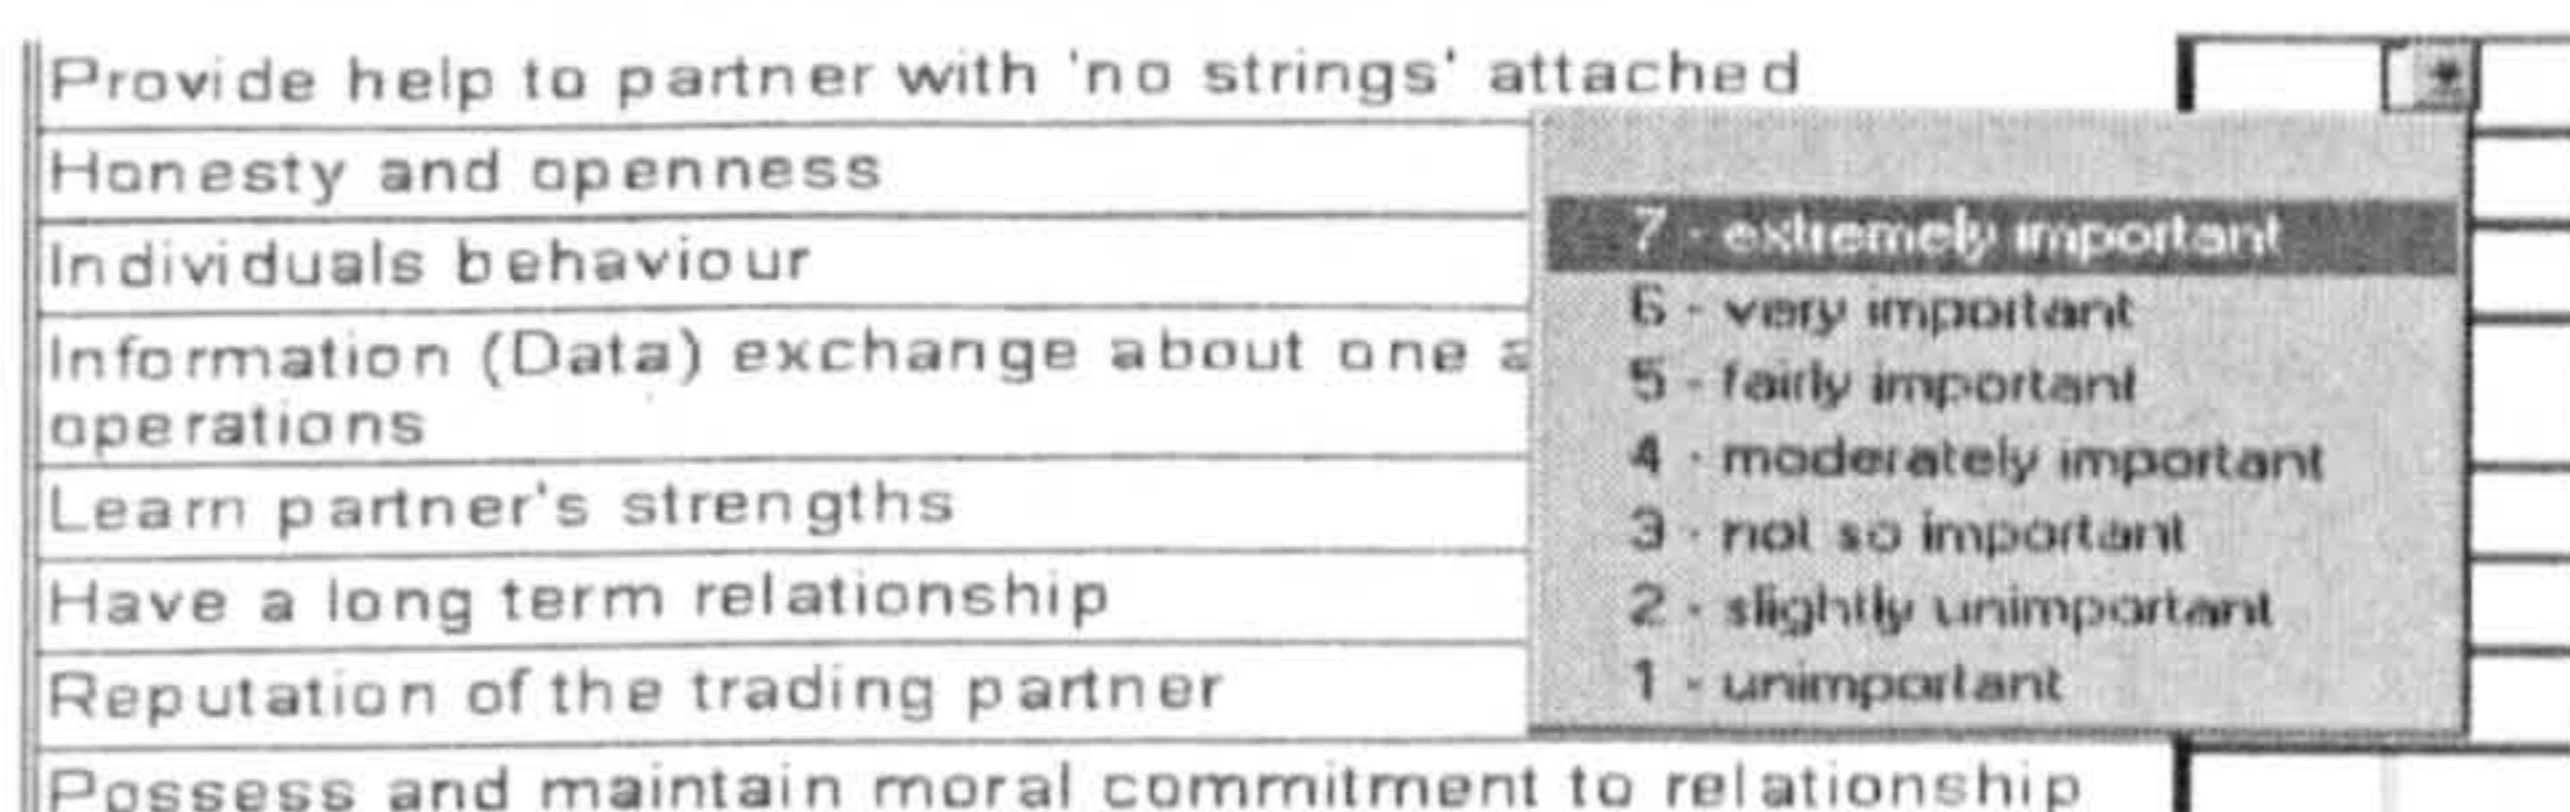 Provide help to partner with 'no strings' attached
Honesty and openness
Individuals behaviour
Information (Data) exchange about one
operations
Learn partner's strengths
Have a long term relationship
Reputation of the trading partner
Possess and maintain moral commitment to relationship
7 - extremely important
6 - very important
5 - fairly important
4 - moderately important
3 - not so important
2 - slightly unimportant
1 - unimportant